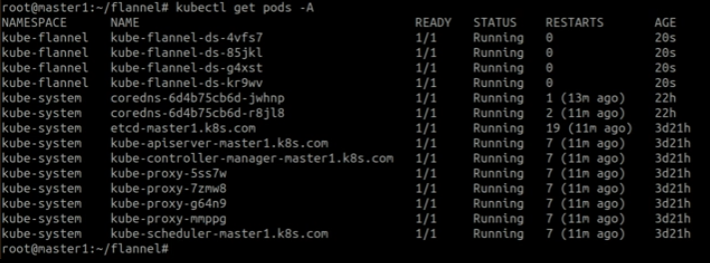 root@master1:~/flannel# kubectl get pods -A
NAMESPACE NAME READY STATUS RESTARTS AGE
kube-flannel kube-flannel-ds-4vfs7 1/1 Running 0 20s
kube-flannel kube-flannel-ds-85jkl 1/1 Running 0 20s
kube-flannel kube-flannel-ds-g4xst 1/1 Running 0 20s
kube-flannel kube-flannel-ds-kr9wv 1/1 Running 0 20s
kube-system coredns-6d4b75cb6d-jwhnp 1/1 Running 1 (13m ago) 22h
kube-system coredns-6d4b75cb6d-r8jl8 1/1 Running 2 (11m ago) 22h
kube-system etcd-master1.k8s.com 1/1 Running 19 (11m ago) 3d21h
kube-system kube-apiserver-master1.k8s.com 1/1 Running 7 (11m ago) 3d21h
kube-system kube-controller-manager-master1.k8s.com 1/1 Running 7 (11m ago) 3d21h
kube-system kube-proxy-5ss7w 1/1 Running 7 (11m ago) 3d21h
kube-system kube-proxy-7zmw8 1/1 Running 7 (11m ago) 3d21h
kube-system kube-proxy-g64n9 1/1 Running 7 (11m ago) 3d21h
kube-system kube-proxy-mmppg 1/1 Running 7 (11m ago) 3d21h
kube-system kube-scheduler-master1.k8s.com 1/1 Running 7 (11m ago) 3d21h
root@master1:~/flannel#